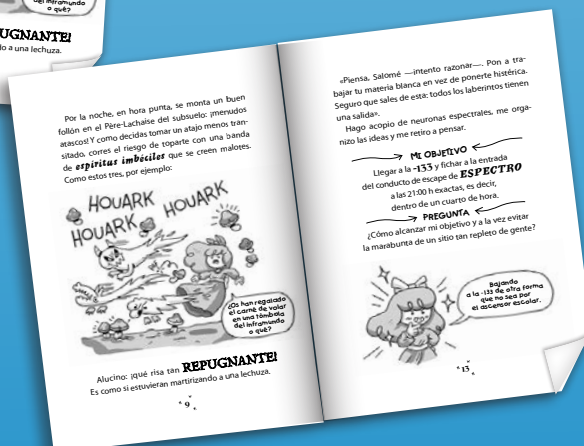 del inframundo
o qué?
UGNANTE!
o a una lechuza.
Por la noche, en hora punta, se monta un buen
follón en el Père-Lachaise del subsuelo: ¡menudos
atascos! Y como decidas tomar un atajo menos tran-
sitado, corres el riesgo de toparte con una banda
de espíritus imbéciles que se creen malotes.
Como estos tres, por ejemplo:
HOUARK
HOUARK
HOUARK
¿Os han regalado
el carné de volar
en una tómbola
del inframundo
o qué?
Alucino: ¡qué risa tan REPUGNANTE!
Es como si estuvieran martirizando a una lechuza.
9
«Piensa, Salomé —intento razonar—. Pon a tra-
bajar tu materia blanca en vez de ponerte histérica.
Seguro que sales de esta: todos los laberintos tienen
una salida».
Hago acopio de neuronas espectrales, me orga-
nizo las ideas y me retiro a pensar.
MI OBJETIVO
Llegar a la -133 y fichar a la entrada
del conducto de escape de ESPECTRO
a las 21:00 h exactas, es decir,
dentro de un cuarto de hora.
PREGUNTA
¿Cómo alcanzar mi objetivo y a la vez evitar
la marabunta de un sitio tan repleto de gente?
Bajando
a la -133 de otra forma
que no sea por
el ascensor escolar.
13